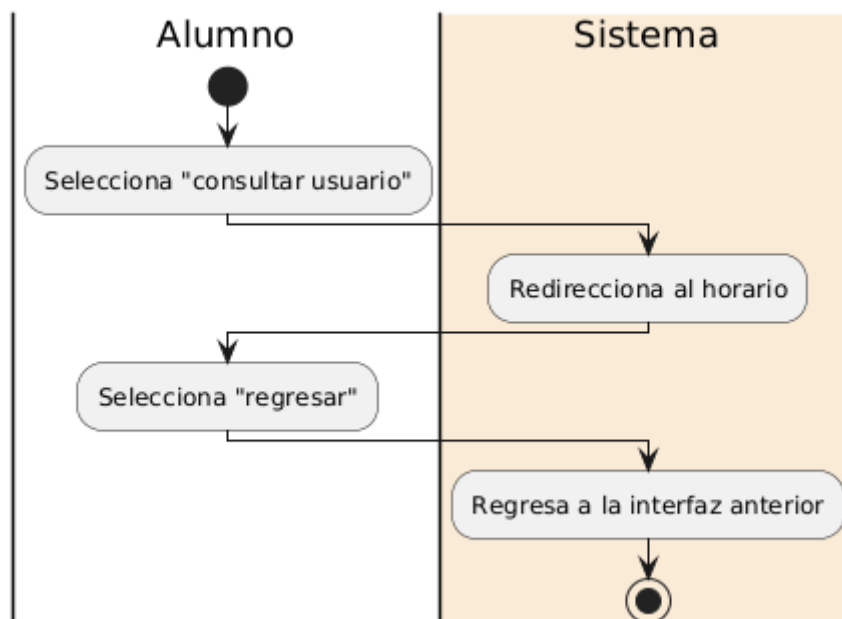 Alumno
Sistema
Selecciona "consultar usuario"
Redirecciona al horario
Selecciona "regresar"
Regresa a la interfaz anterior